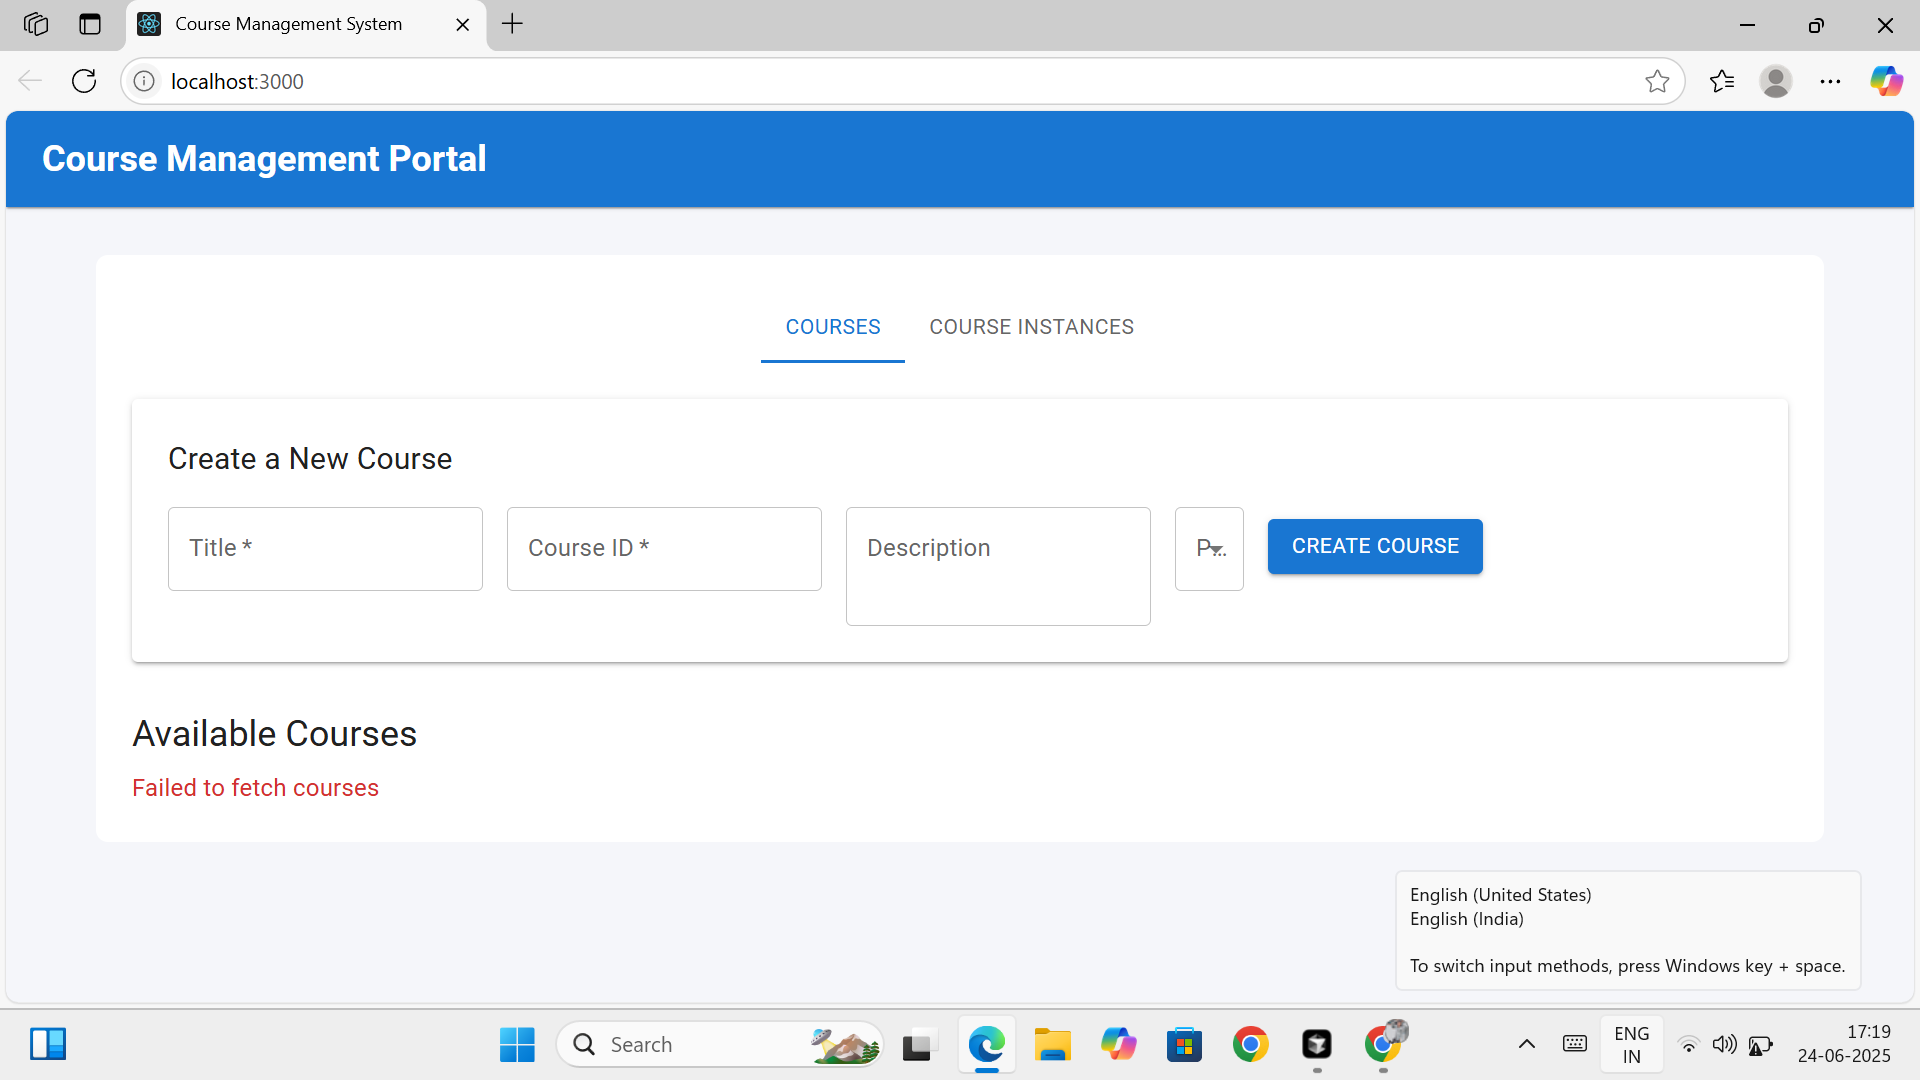 Course Management System
localhost:3000
Course Management Portal
COURSES
COURSE INSTANCES
Create a New Course
Title *
Course ID *
Description
P...
CREATE COURSE
Available Courses
Failed to fetch courses
English (United States)
English (India)
To switch input methods, press Windows key + space.
Search
ENG
IN
17:19
24-06-2025